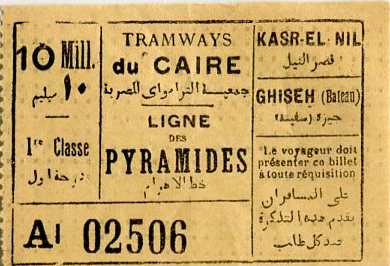 10 Mill.
١٠ مليم
1re Classe
درجة اول
TRAMWAYS
du CAIRE
جمعية الترامواى المصرية
LIGNE
DES
PYRAMIDES
خط الاهرام
KASR-EL-NIL
قصر النيل
GHISEH (Bateau)
جيزة (سفينة)
"Le voyageur doit
présenter ce billet
à toute réquisition
على المسافران
يقدم هذه التذكرة
عند كل طلب
A1 02506